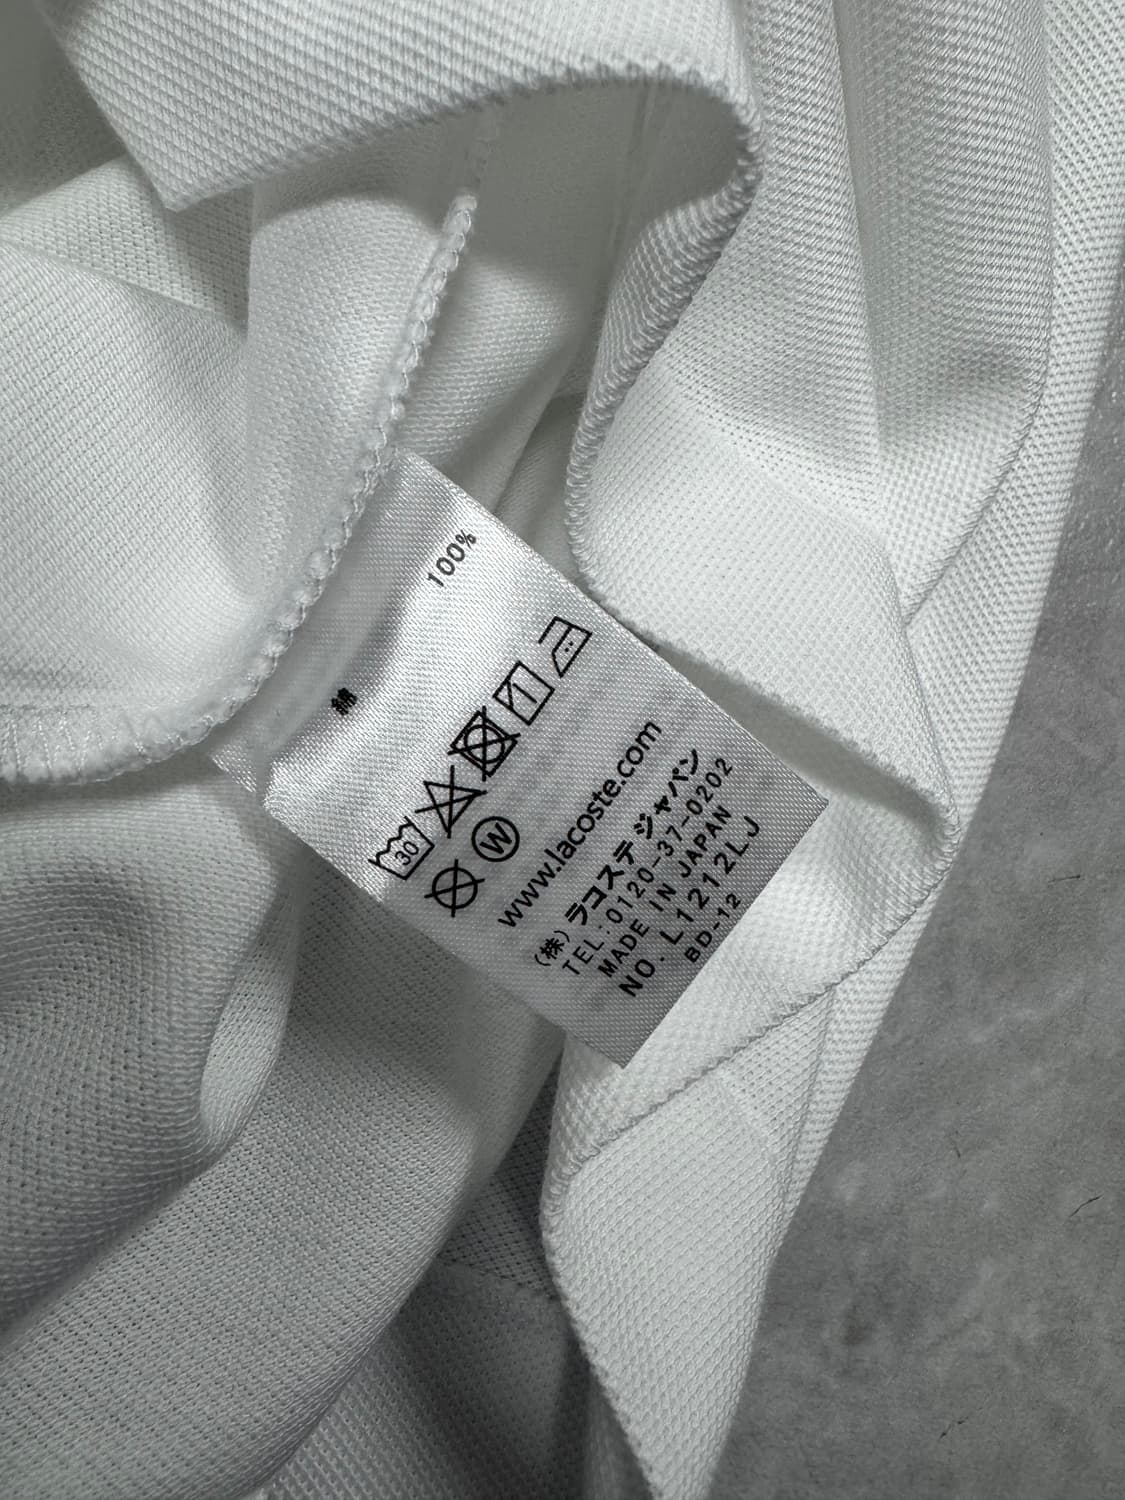 綿 100%
30
W
www.lacoste.com
(株) ラコステ ジャパン
TEL:0120-37-0202
MADE IN JAPAN
NO. L1212LJ
BD-12